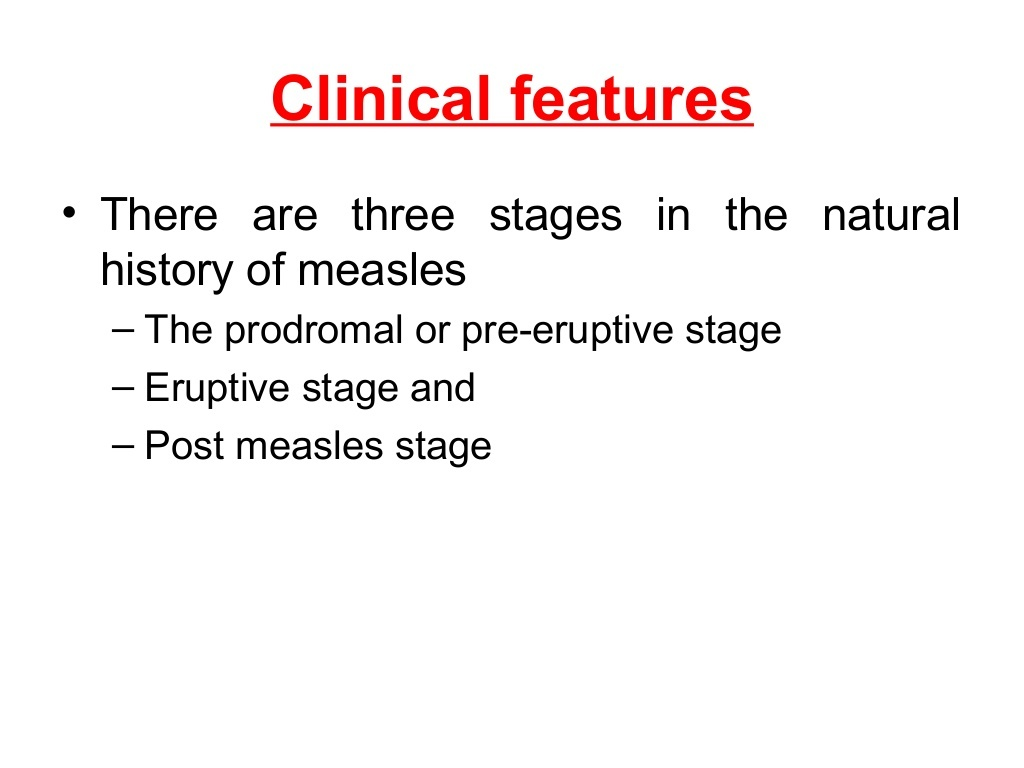 Clinical features
• There are three stages in the natural
history of measles
– The prodromal or pre-eruptive stage
– Eruptive stage and
– Post measles stage